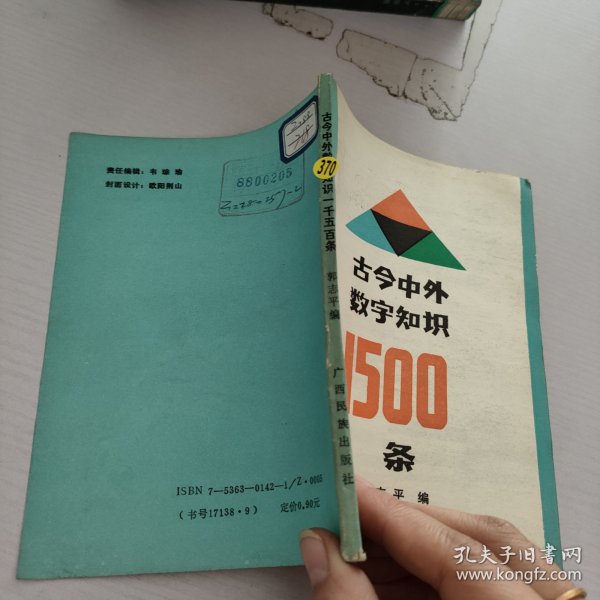 责任编辑：韦琼瑜
封面设计：欧阳荆山
8800205
ISBN 7—5363—0142—1/Z·0005
（书号17138·9） 定价0.90元
古今中外
370
识一千五百条
郭志平编
广西民族出版社
古今中外
数字知识
1500
条
志平 编
孔夫子旧书网
www.kongfz.com